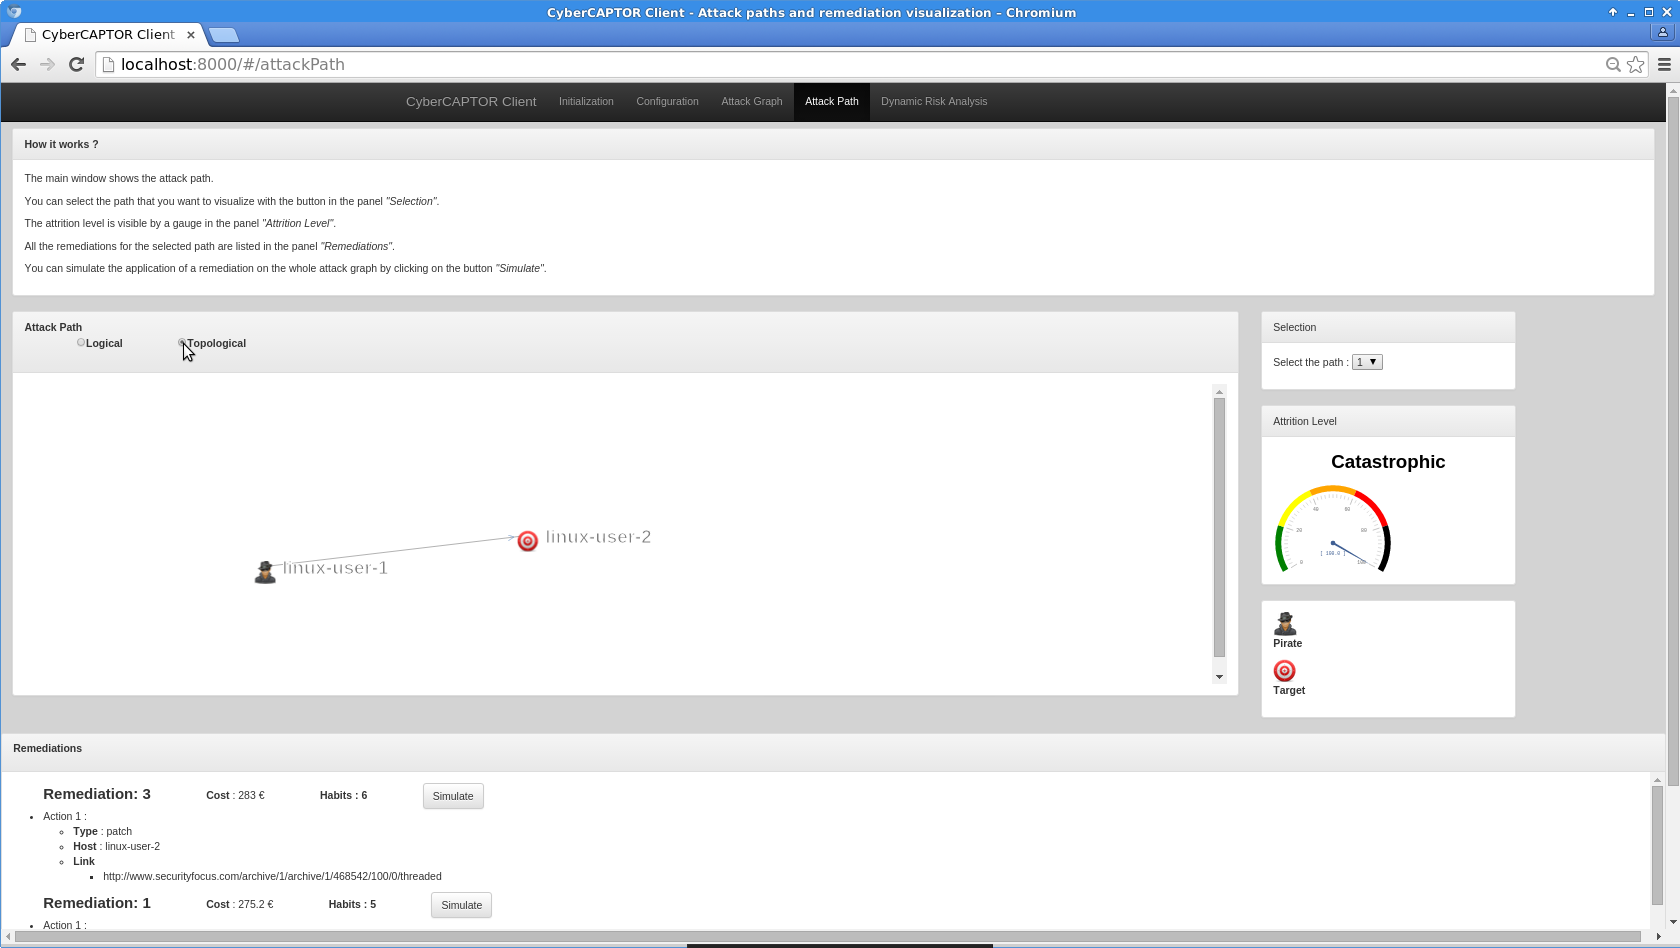 CyberCAPTOR Client - Attack paths and remediation visualization – Chromium
CyberCAPTOR Client
localhost:8000/#/attackPath
CyberCAPTOR Client Initialization Configuration Attack Graph Attack Path Dynamic Risk Analysis
How it works ?
The main window shows the attack path.
You can select the path that you want to visualize with the button in the panel "Selection".
The attrition level is visible by a gauge in the panel "Attrition Level".
All the remediations for the selected path are listed in the panel "Remediations".
You can simulate the application of a remediation on the whole attack graph by clicking on the button "Simulate".
Attack Path
Logical Topological
linux-user-2
linux-user-1
Selection
Select the path : 1
Attrition Level
Catastrophic
40 60
20 80
[ 100.0 ]
0 100
Pirate
Target
Remediations
Remediation: 3 Cost : 283 € Habits : 6 Simulate
Action 1 :
Type : patch
Host : linux-user-2
Link
http://www.securityfocus.com/archive/1/archive/1/468542/100/0/threaded
Remediation: 1 Cost : 275.2 € Habits : 5 Simulate
Action 1 :